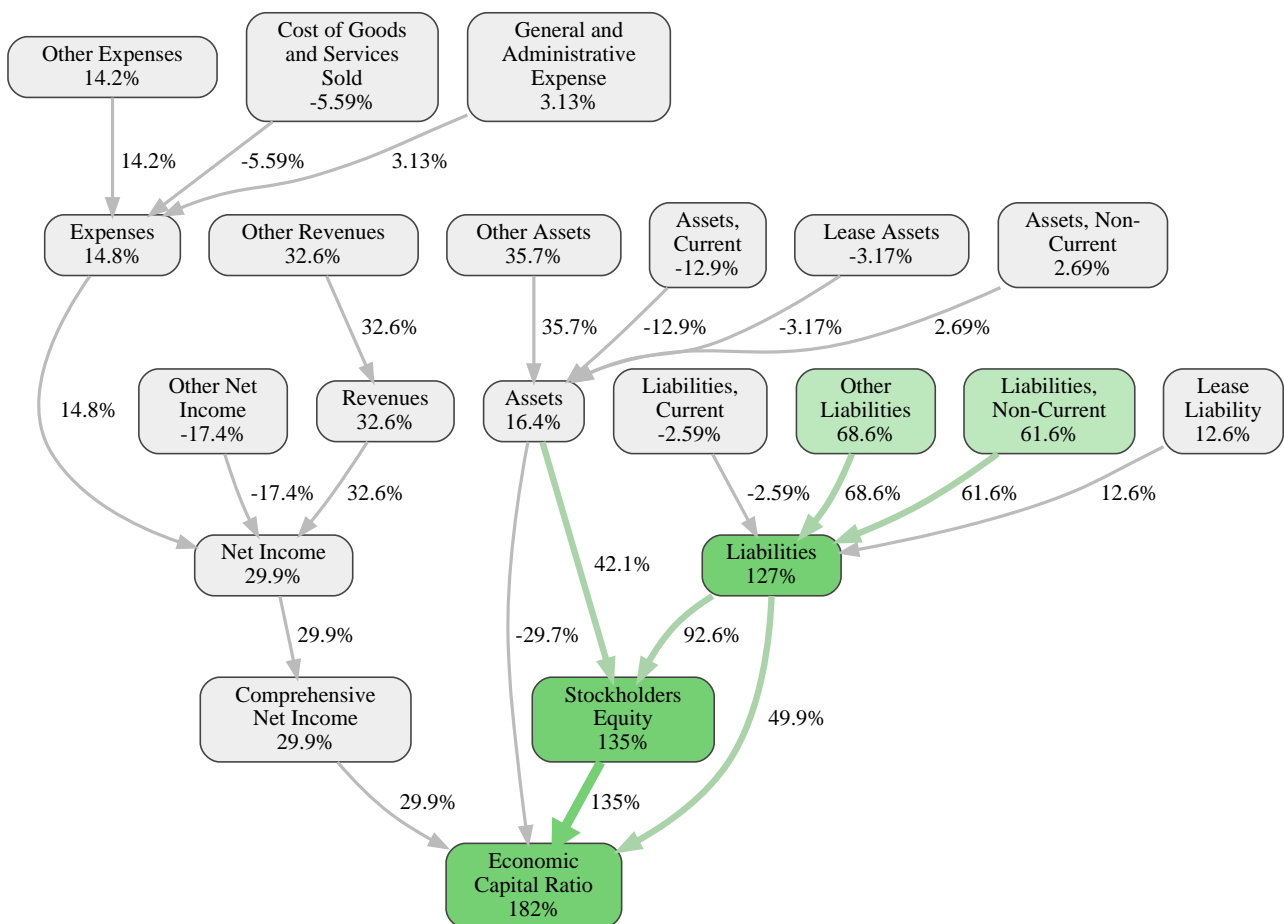 Other Expenses
14.2%
Cost of Goods
and Services
Sold
-5.59%
General and
Administrative
Expense
3.13%
14.2%
-5.59%
3.13%
Expenses
14.8%
Other Revenues
32.6%
Other Assets
35.7%
Assets,
Current
-12.9%
Lease Assets
-3.17%
Assets, Non-
Current
2.69%
32.6%
35.7%
-12.9%
-3.17%
2.69%
14.8%
Other Net
Income
-17.4%
Revenues
32.6%
Assets
16.4%
Liabilities,
Current
-2.59%
Other
Liabilities
68.6%
Liabilities,
Non-Current
61.6%
Lease
Liability
12.6%
-17.4%
32.6%
-2.59%
68.6%
61.6%
12.6%
Net Income
29.9%
42.1%
Liabilities
127%
29.9%
-29.7%
92.6%
Comprehensive
Net Income
29.9%
Stockholders
Equity
135%
49.9%
29.9%
135%
Economic
Capital Ratio
182%